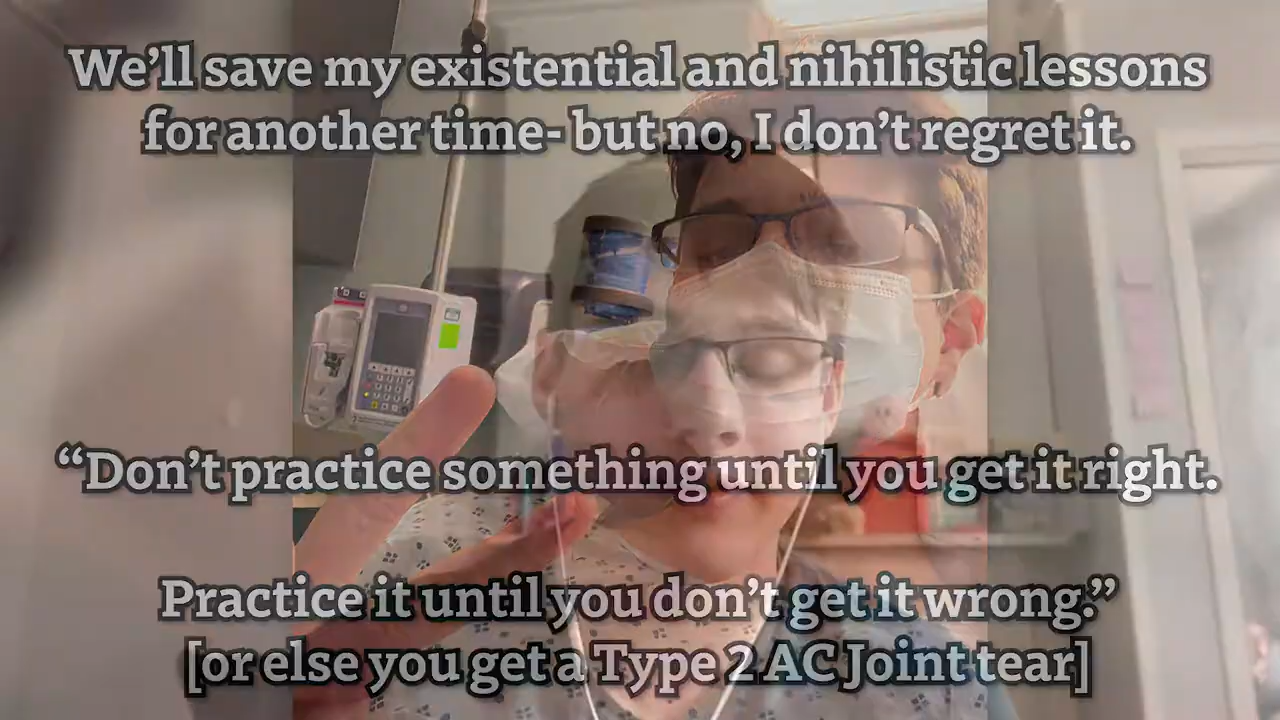 We’ll save my existential and nihilistic lessons
for another time- but no, I don’t regret it.
“Don’t practice something until you get it right.
Practice it until you don’t get it wrong.”
[or else you get a Type 2 AC Joint tear]